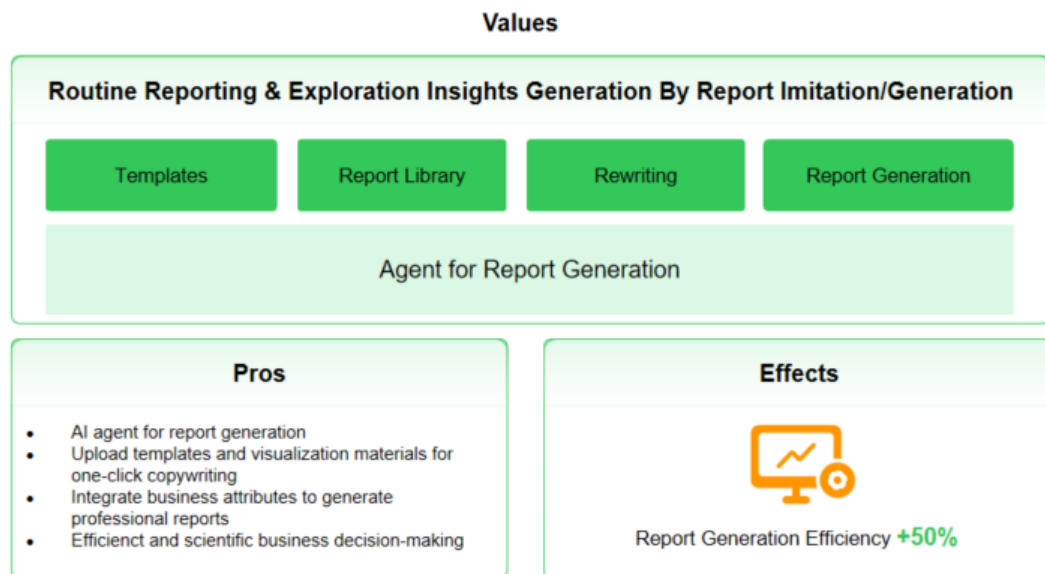 Values
Routine Reporting & Exploration Insights Generation By Report Imitation/Generation
Templates
Report Library
Rewriting
Report Generation
Agent for Report Generation
Pros
• AI agent for report generation
• Upload templates and visualization materials for
one-click copywriting
• Integrate business attributes to generate
professional reports
• Efficienct and scientific business decision-making
Effects
Report Generation Efficiency +50%